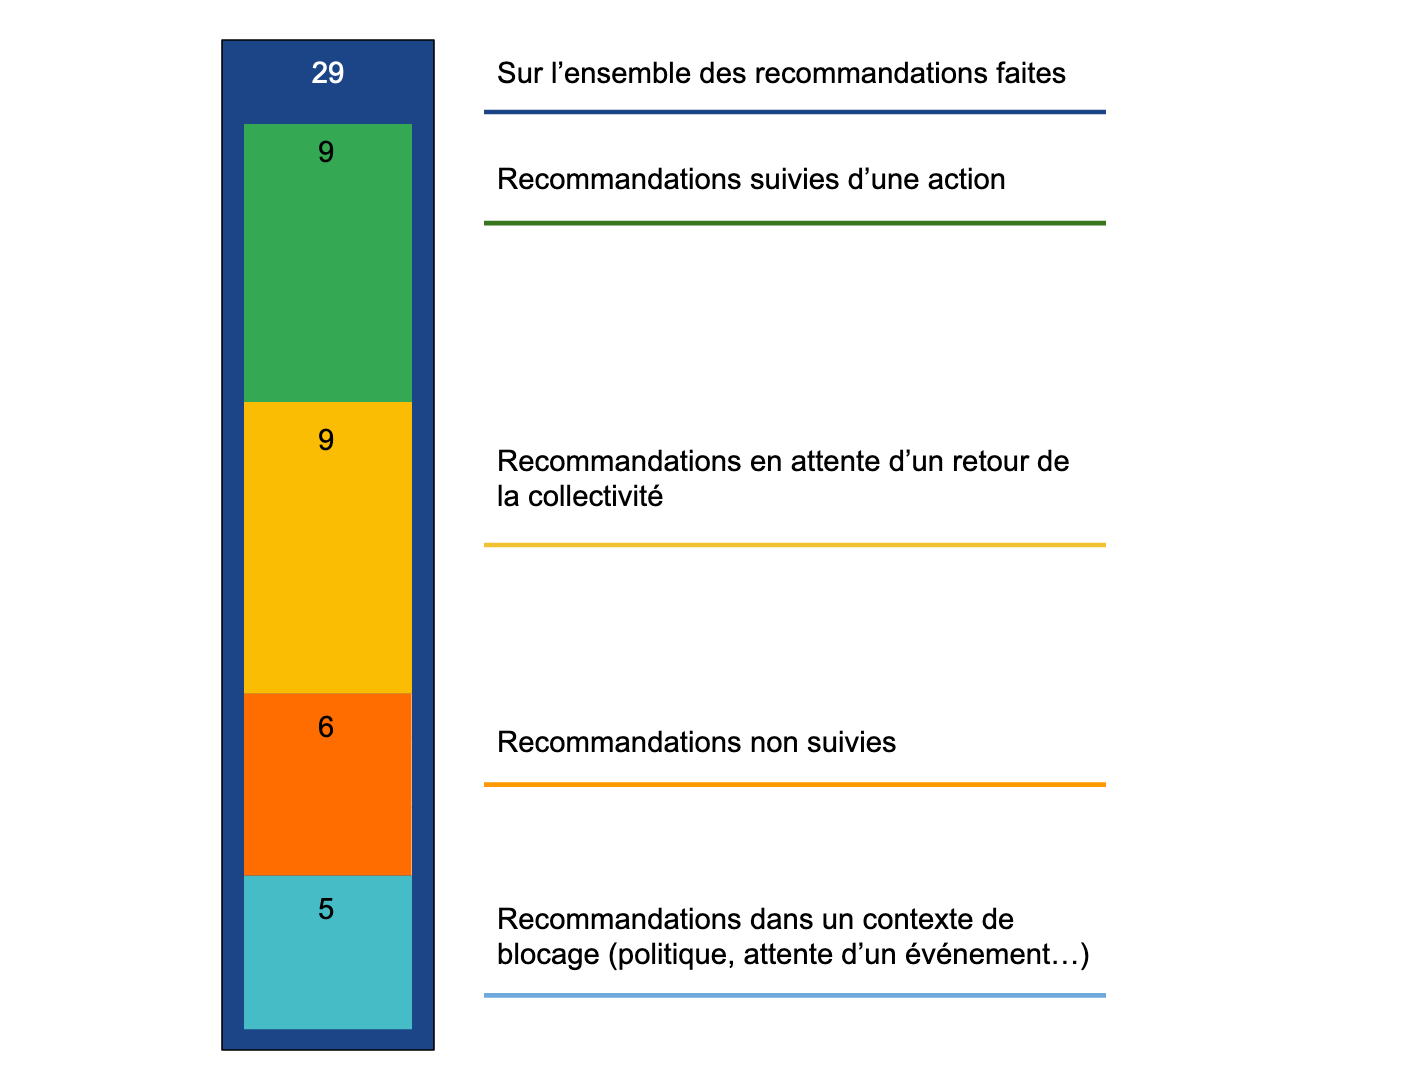 29
Sur l’ensemble des recommandations faites
9
Recommandations suivies d’une action
9
Recommandations en attente d’un retour de
la collectivité
6
Recommandations non suivies
5
Recommandations dans un contexte de
blocage (politique, attente d’un événement…)